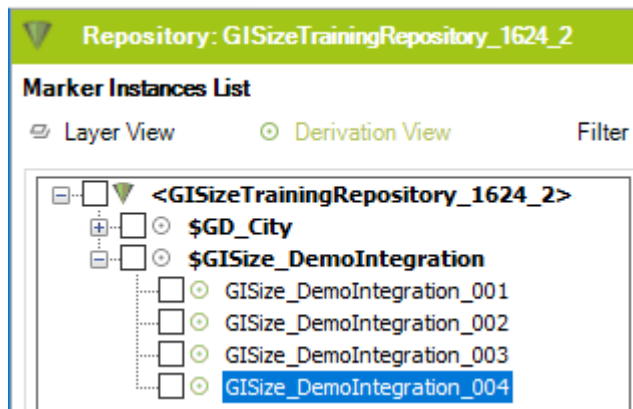 Repository: GISizeTrainingRepository_1624_2
Marker Instances List
Layer View Derivation View Filter
<GISizeTrainingRepository_1624_2>
$GD_City
$GISize_DemoIntegration
GISize_DemoIntegration_001
GISize_DemoIntegration_002
GISize_DemoIntegration_003
GISize_DemoIntegration_004